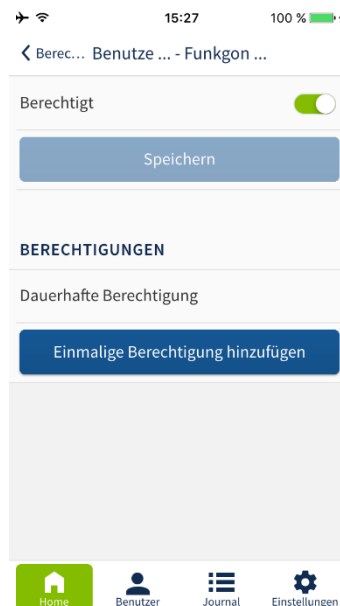 15:27 100 %
Berec... Benutze ... - Funkgon ...
Berechtigt
Speichern
BERECHTIGUNGEN
Dauerhafte Berechtigung
Einmalige Berechtigung hinzufügen
Home Benutzer Journal Einstellungen